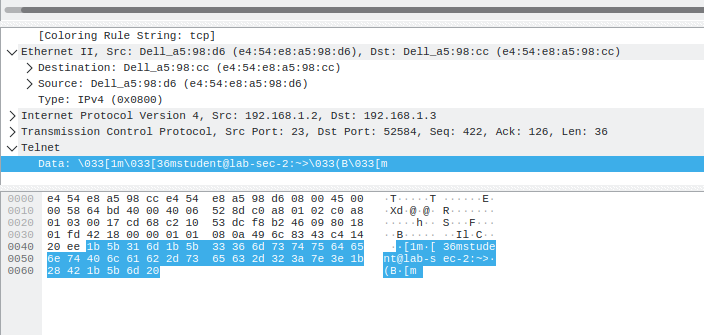 [Coloring Rule String: tcp]
Ethernet II, Src: Dell_a5:98:d6 (e4:54:e8:a5:98:d6), Dst: Dell_a5:98:cc (e4:54:e8:a5:98:cc)
Destination: Dell_a5:98:cc (e4:54:e8:a5:98:cc)
Source: Dell_a5:98:d6 (e4:54:e8:a5:98:d6)
Type: IPv4 (0x0800)
Internet Protocol Version 4, Src: 192.168.1.2, Dst: 192.168.1.3
Transmission Control Protocol, Src Port: 23, Dst Port: 52584, Seq: 422, Ack: 126, Len: 36
Telnet
Data: \033[1m\033[36mstudent@lab-sec-2:~>\033(B\033[m
0000 e4 54 e8 a5 98 cc e4 54 e8 a5 98 d6 08 00 45 00 ·T·····T ······E·
0010 00 58 64 bd 40 00 40 06 52 8d c0 a8 01 02 c0 a8 ·Xd·@·@· R·······
0020 01 03 00 17 cd 68 c2 10 53 dc f8 b2 46 09 80 18 ·····h·· S···F···
0030 01 fd 42 18 00 00 01 01 08 0a 49 6c 83 43 c4 14 ··B····· ··Il·C··
0040 20 ee 1b 5b 31 6d 1b 5b 33 36 6d 73 74 75 64 65 ··[1m·[ 36mstude
0050 6e 74 40 6c 61 62 2d 73 65 63 2d 32 3a 7e 3e 1b nt@lab-s ec-2:~>·
0060 28 42 1b 5b 6d 20 (B·[m